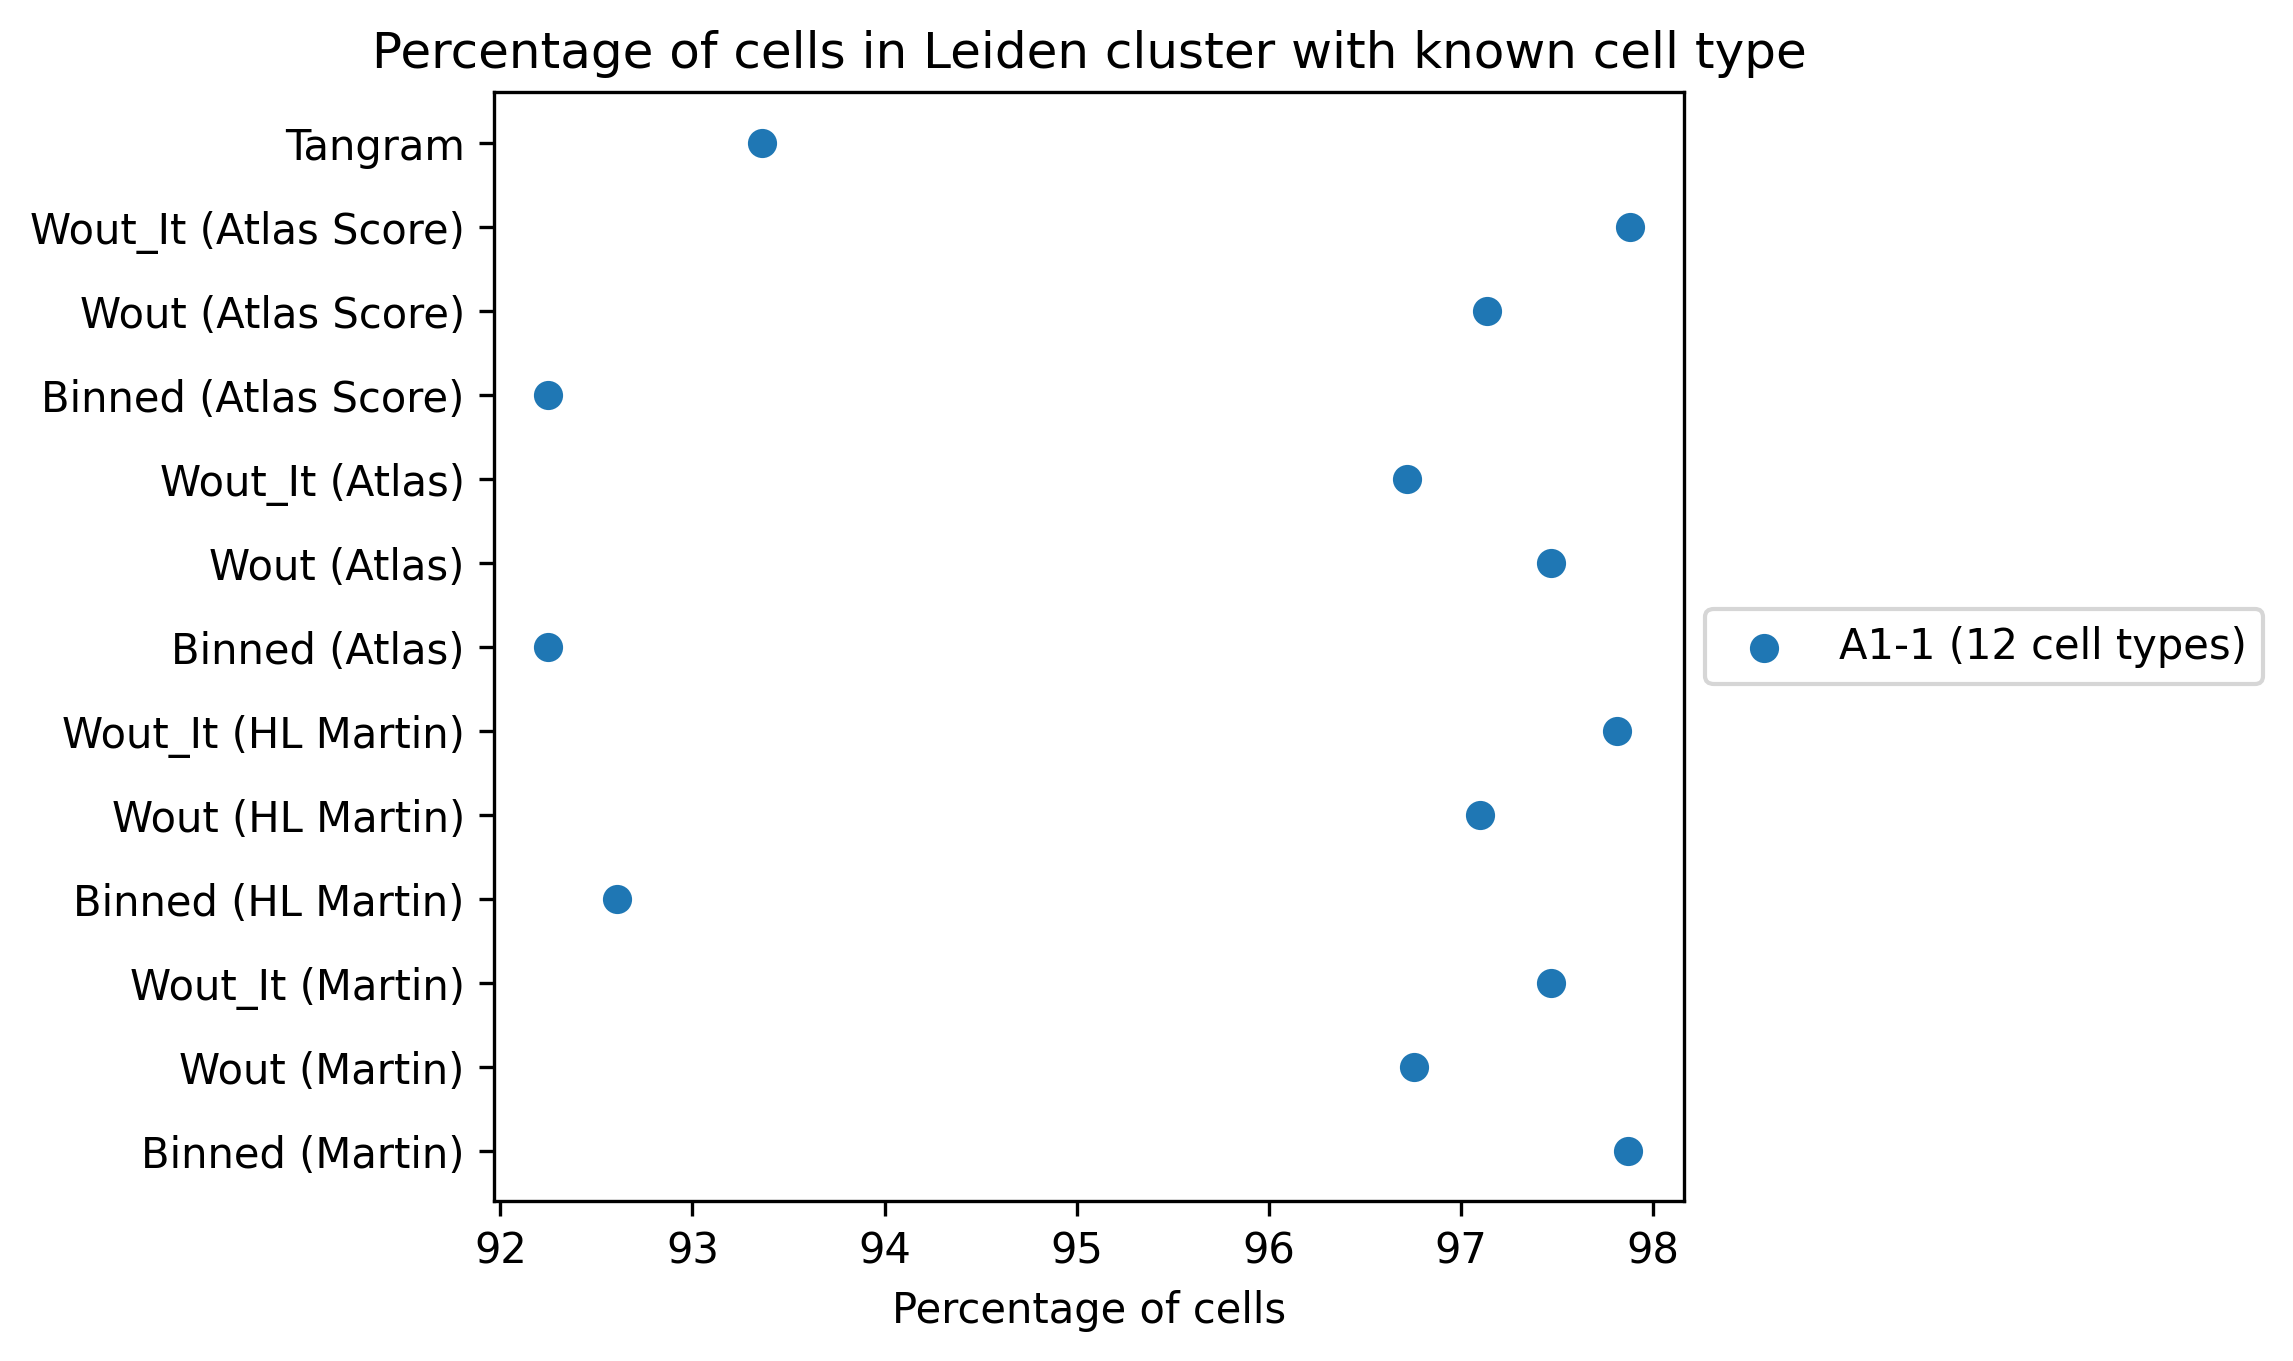 Percentage of cells in Leiden cluster with known cell type
Tangram
Wout_It (Atlas Score)
Wout (Atlas Score)
Binned (Atlas Score)
Wout_It (Atlas)
Wout (Atlas)
Binned (Atlas)
Wout_It (HL Martin)
Wout (HL Martin)
Binned (HL Martin)
Wout_It (Martin)
Wout (Martin)
Binned (Martin)
A1-1 (12 cell types)
92 93 94 95 96 97 98
Percentage of cells